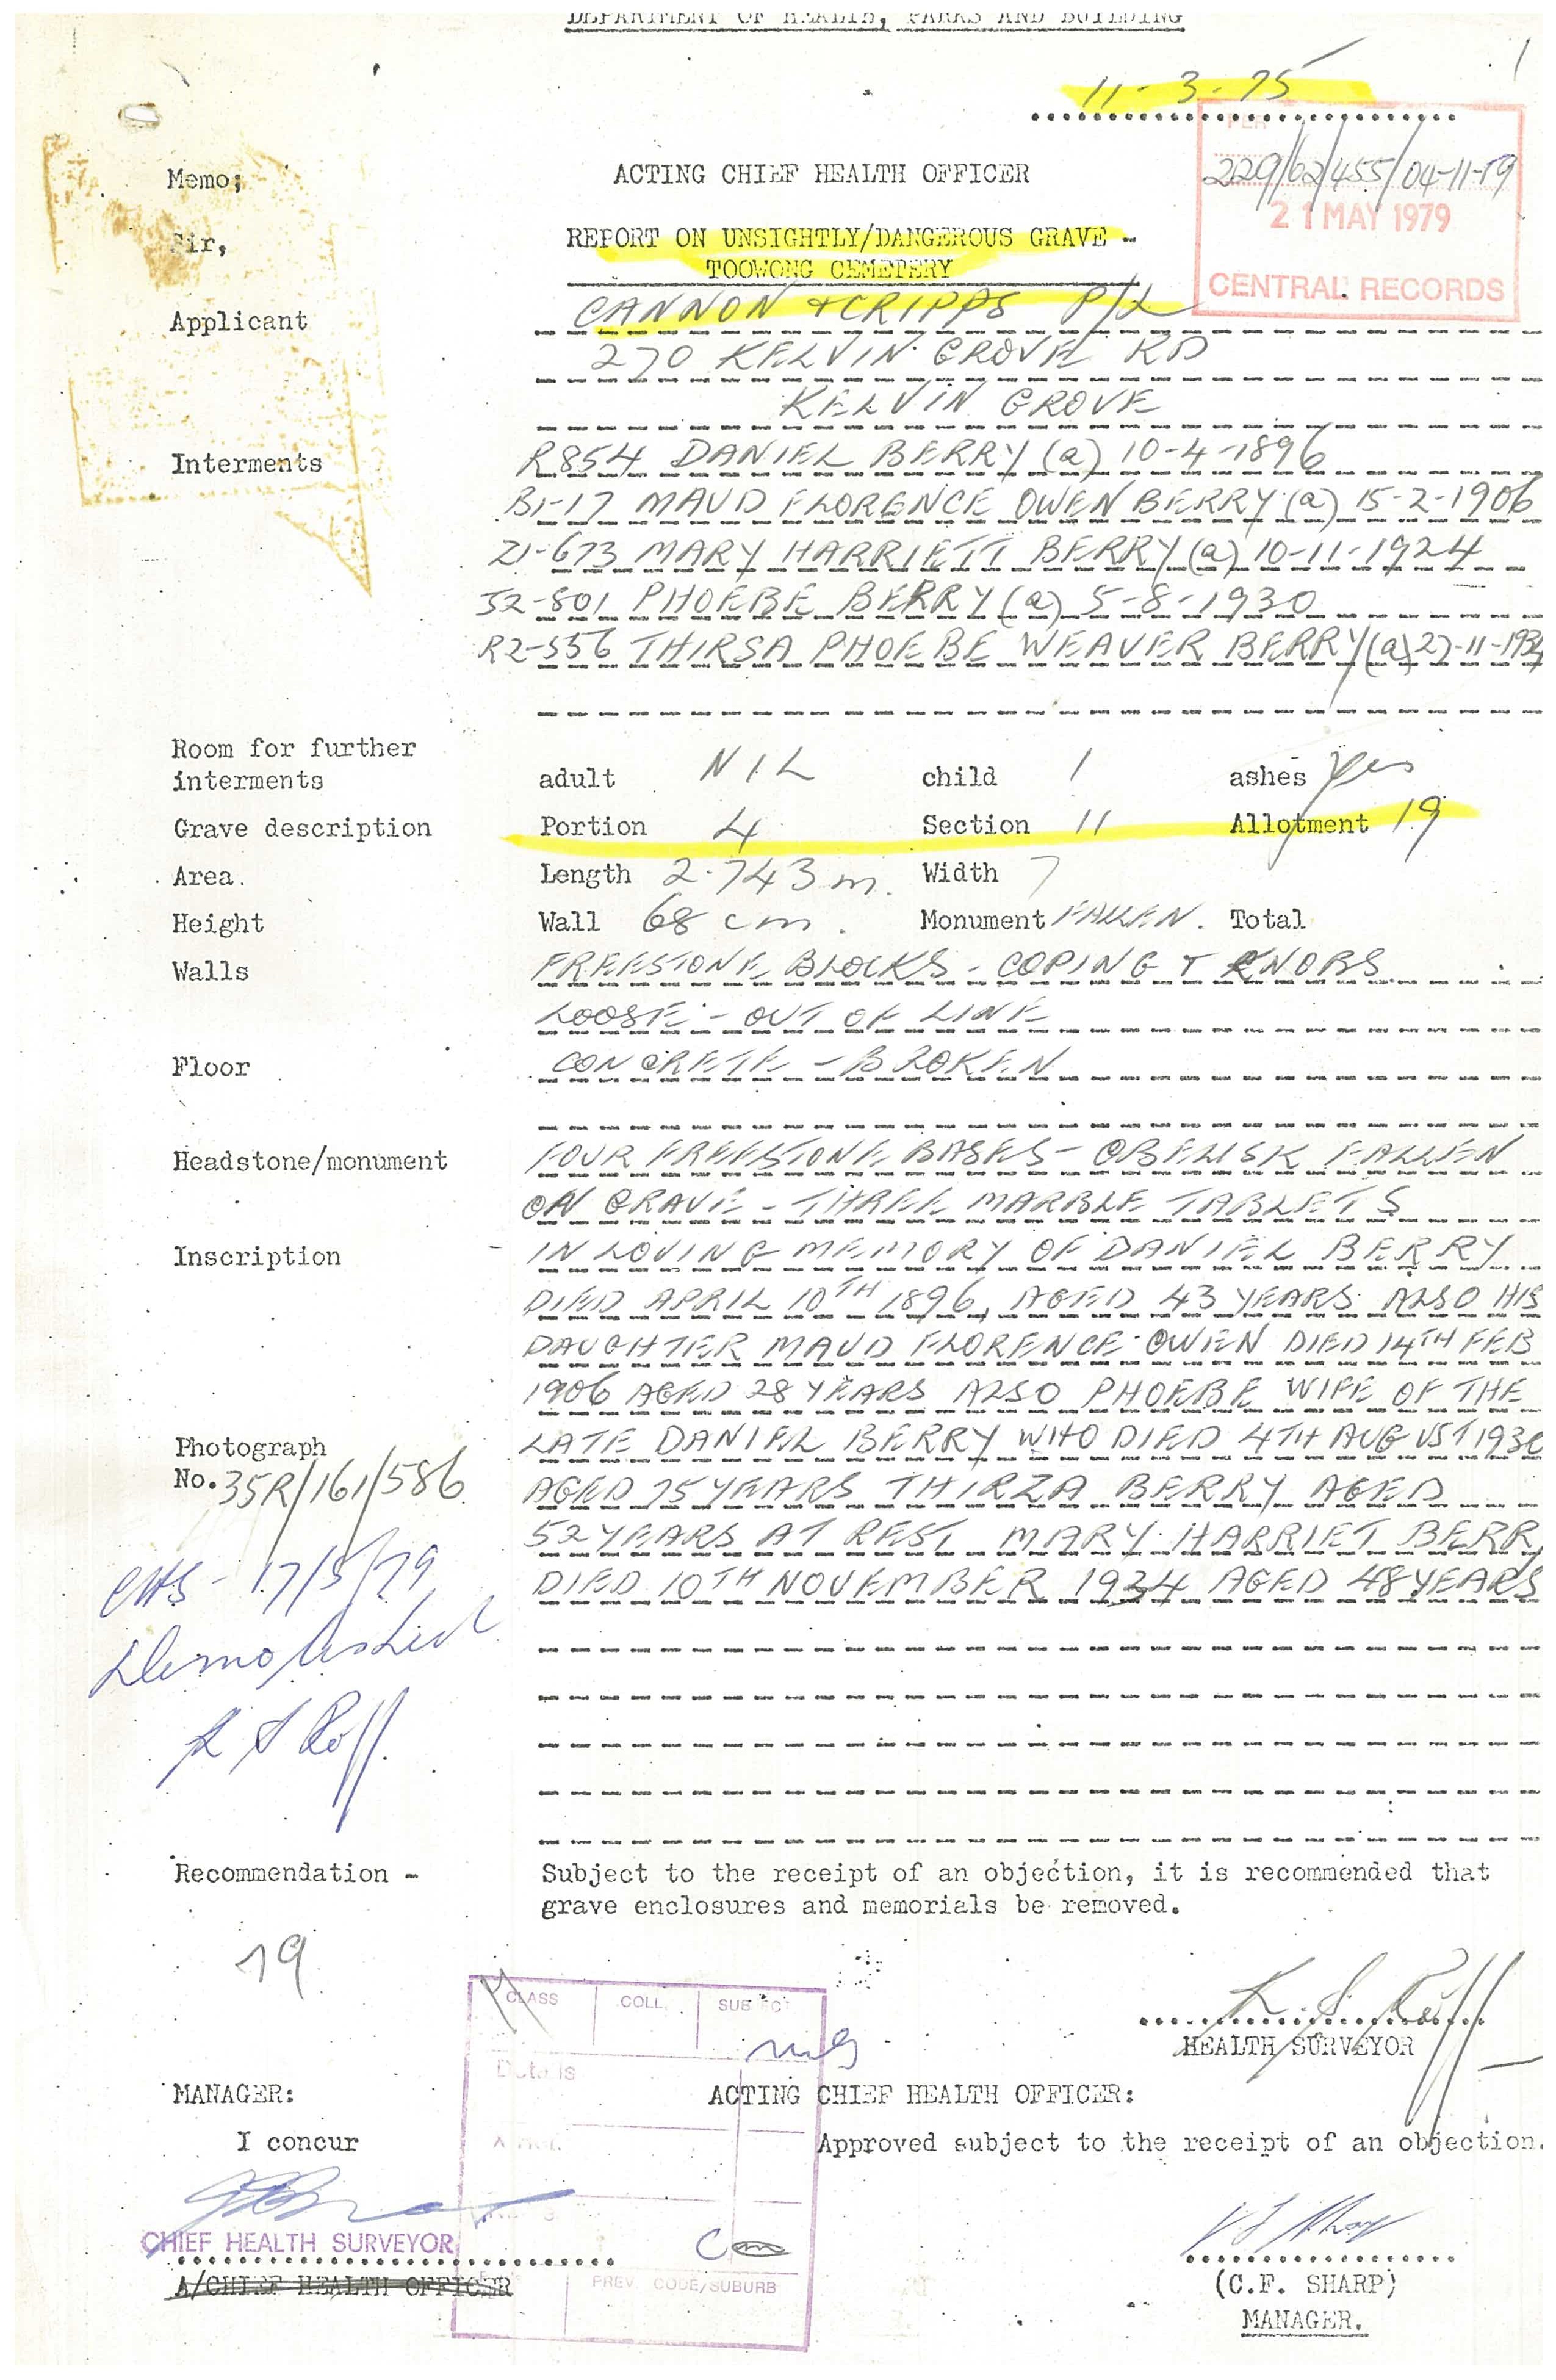 DEPARTMENT OF HEALTH, PARKS AND BUILDING
11-3-75
229/62/455/04-11-19
21 MAY 1979
CENTRAL RECORDS
Memo;
ACTING CHIEF HEALTH OFFICER
Sir,
REPORT ON UNSIGHTLY/DANGEROUS GRAVE -
TOOWONG CEMETERY
Applicant CANNON + CRIPPS P/L
270 KELVIN GROVE RD
KELVIN GROVE
Interments R854 DANIEL BERRY (a) 10-4-1896
B1-17 MAUD FLORENCE OWEN BERRY (a) 15-2-1906
Z1-673 MARY HARRIETT BERRY (a) 10-11-1924
J2-801 PHOEBE BERRY (a) 5-8-1930
R2-556 THIRSA PHOEBE WEAVER BERRY (a) 27-11-1934
Room for further
interments adult NIL child 1 ashes yes
Grave description Portion 4 Section 11 Allotment 19
Area. Length 2.743m. Width 7
Height Wall 68 cm. Monument FALLEN. Total
Walls FREESTONE BLOCKS - COPING + KNOBS
LOOSE - OUT OF LINE
Floor CONCRETE - BROKEN
Headstone/monument FOUR FREESTONE BASES - OBELISK FALLEN
ON GRAVE - THREE MARBLE TABLETS
Inscription IN LOVING MEMORY OF DANIEL BERRY
DIED APRIL 10TH 1896, AGED 43 YEARS ALSO HIS
DAUGHTER MAUD FLORENCE OWEN DIED 14TH FEB
1906 AGED 28 YEARS ALSO PHOEBE WIFE OF THE
LATE DANIEL BERRY WHO DIED 4TH AUGUST 1930
AGED 75 YEARS THIRZA BERRY AGED
52 YEARS AT REST MARY HARRIET BERR
DIED 10TH NOVEMBER 1934 AGED 48 YEARS
Photograph
No. 35R/161/586
CHS - 17/5/79
Demolished
K S Roff.
Recommendation - Subject to the receipt of an objection, it is recommended that
grave enclosures and memorials be removed.
19
CLASS COLL. SUBJECT
Details
HEALTH SURVEYOR
MANAGER: ACTING CHIEF HEALTH OFFICER:
I concur Approved subject to the receipt of an objection.
CHIEF HEALTH SURVEYOR
A/CHIEF HEALTH OFFICER
PREV. CODE/SUBURB
(C.F. SHARP)
MANAGER.